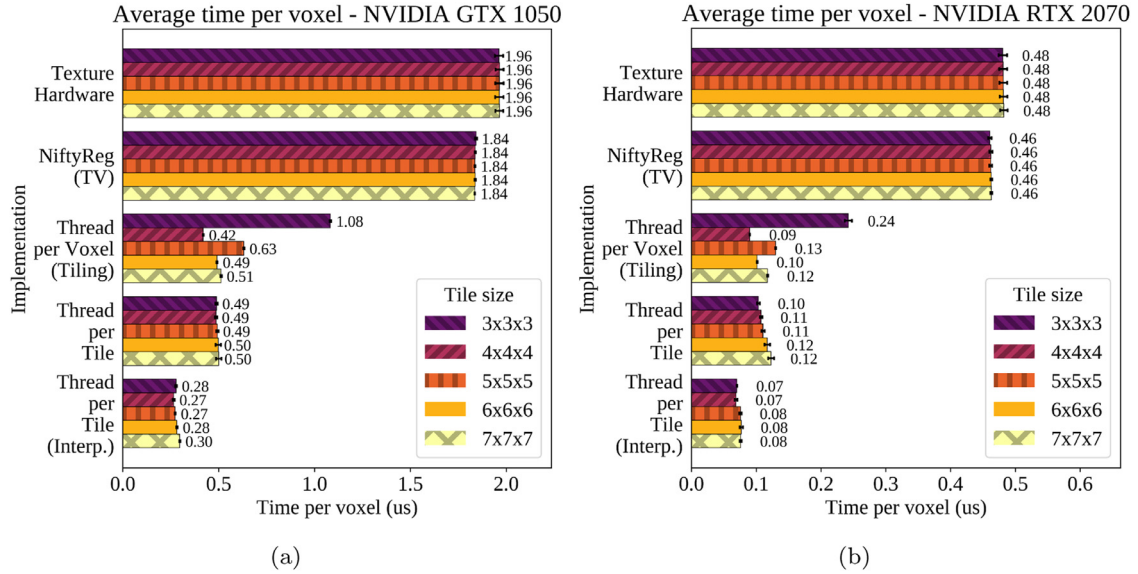 Average time per voxel - NVIDIA GTX 1050
Implementation
Texture
Hardware
1.96
1.96
1.96
1.96
1.96
NiftyReg
(TV)
1.84
1.84
1.84
1.84
1.84
Thread
per Voxel
(Tiling)
1.08
0.42
0.63
0.49
0.51
Thread
per
Tile
0.49
0.49
0.49
0.50
0.50
Thread
per
Tile
(Interp.)
0.28
0.27
0.27
0.28
0.30
Tile size
3x3x3
4x4x4
5x5x5
6x6x6
7x7x7
0.0 0.5 1.0 1.5 2.0
Time per voxel (us)
(a)
Average time per voxel - NVIDIA RTX 2070
Implementation
Texture
Hardware
0.48
0.48
0.48
0.48
0.48
NiftyReg
(TV)
0.46
0.46
0.46
0.46
0.46
Thread
per Voxel
(Tiling)
0.24
0.09
0.13
0.10
0.12
Thread
per
Tile
0.10
0.11
0.11
0.12
0.12
Thread
per
Tile
(Interp.)
0.07
0.07
0.08
0.08
0.08
Tile size
3x3x3
4x4x4
5x5x5
6x6x6
7x7x7
0.0 0.1 0.2 0.3 0.4 0.5 0.6
Time per voxel (us)
(b)